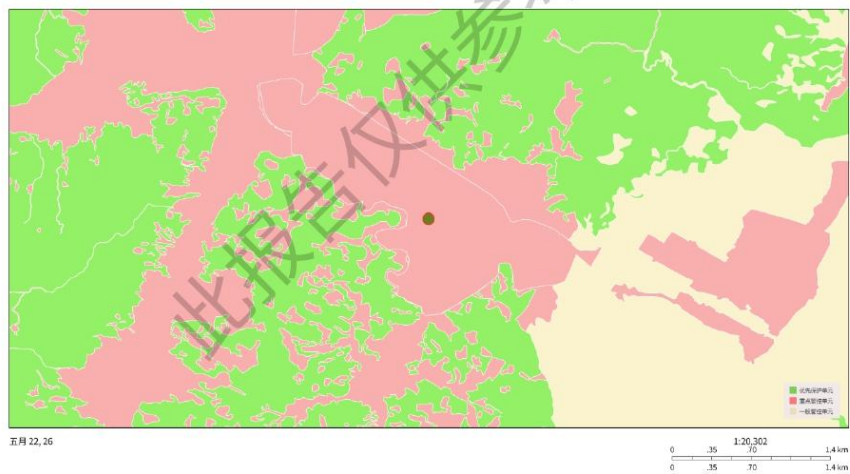 此报告仅供参
优先保护单元
重点管控单元
一般管控单元
五月 22, 26
1:20,302
0 .35 .70 1.4 km
0 .35 .70 1.4 km